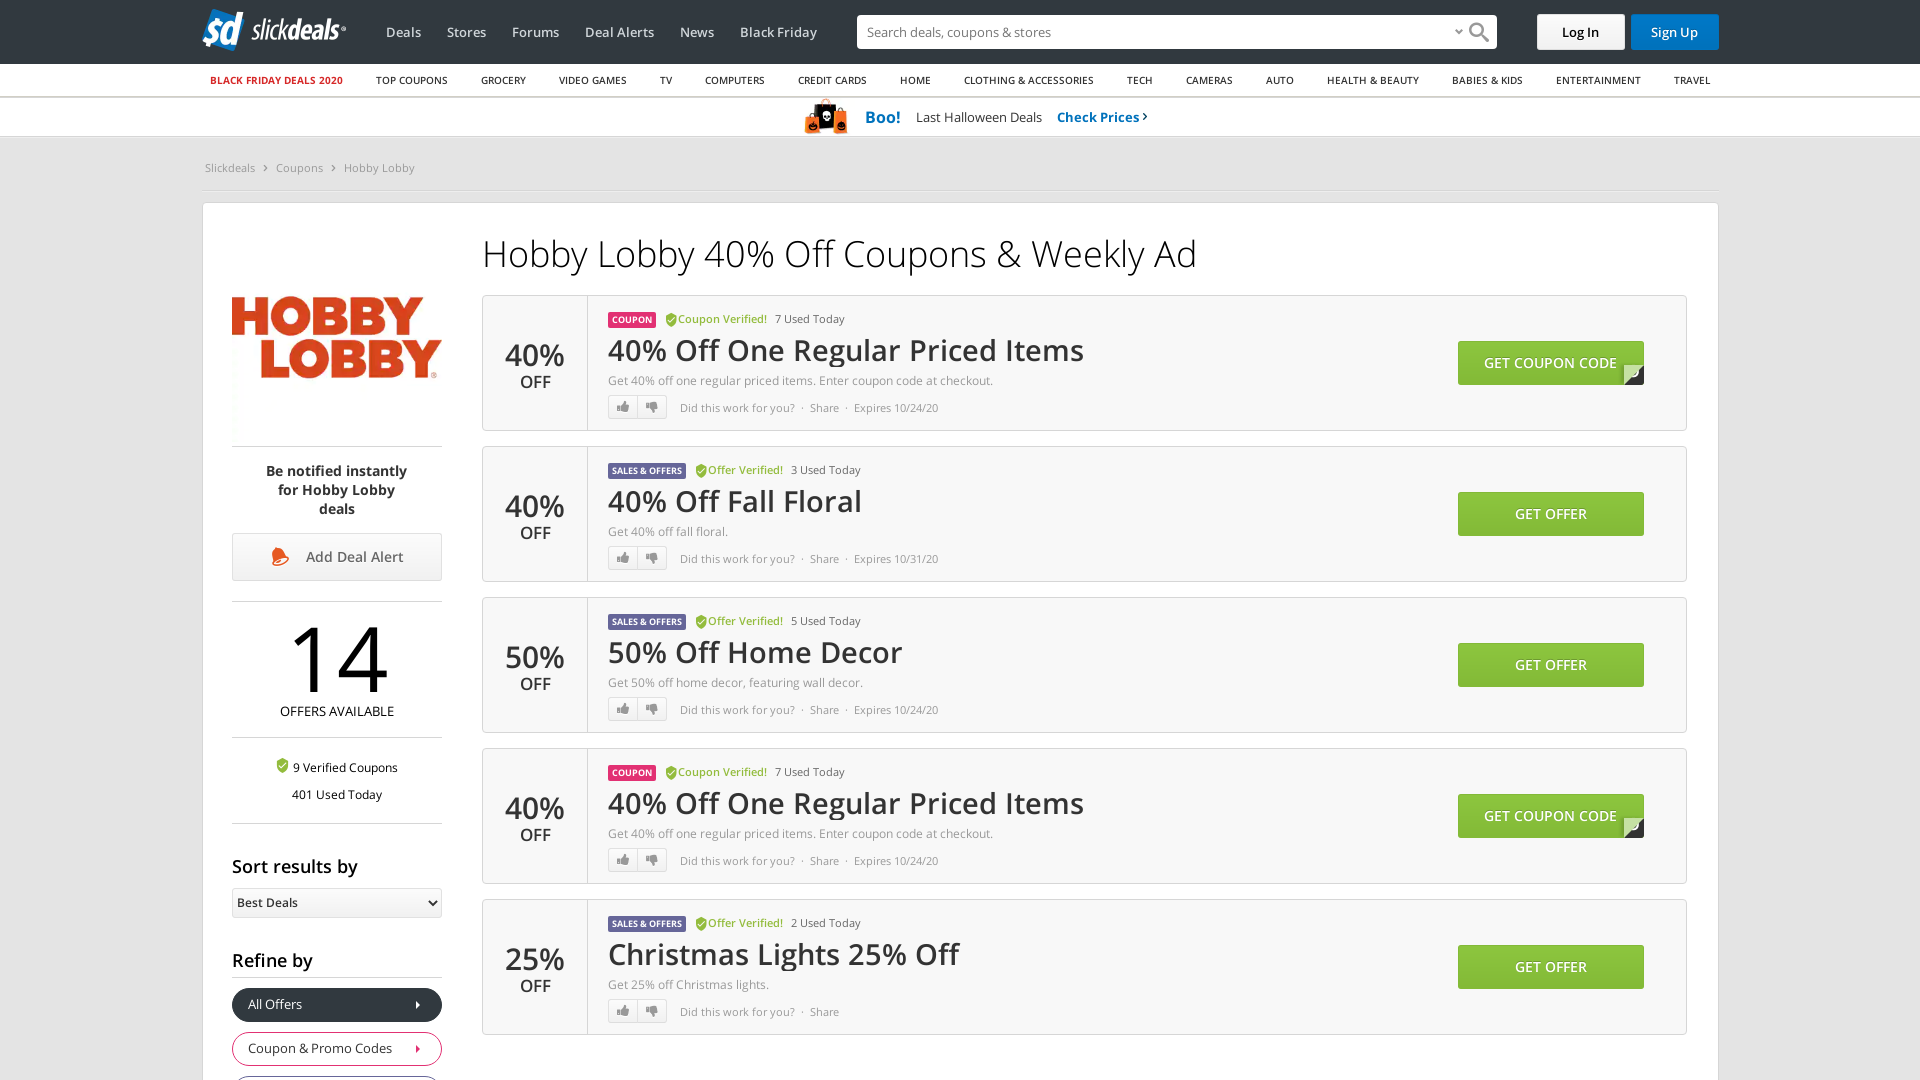 $d slickdeals
Deals Stores Forums Deal Alerts News Black Friday
Search deals, coupons & stores
Log In Sign Up
BLACK FRIDAY DEALS 2020 TOP COUPONS GROCERY VIDEO GAMES TV COMPUTERS CREDIT CARDS HOME CLOTHING & ACCESSORIES TECH CAMERAS AUTO HEALTH & BEAUTY BABIES & KIDS ENTERTAINMENT TRAVEL
Boo! Last Halloween Deals Check Prices
Slickdeals Coupons Hobby Lobby
Hobby Lobby 40% Off Coupons & Weekly Ad
HOBBY
LOBBY
Be notified instantly
for Hobby Lobby
deals
Add Deal Alert
14
OFFERS AVAILABLE
9 Verified Coupons
401 Used Today
Sort results by
Best Deals
Refine by
All Offers
Coupon & Promo Codes
40%
OFF
COUPON Coupon Verified! 7 Used Today
40% Off One Regular Priced Items
Get 40% off one regular priced items. Enter coupon code at checkout.
Did this work for you? · Share · Expires 10/24/20
GET COUPON CODE
40%
OFF
SALES & OFFERS Offer Verified! 3 Used Today
40% Off Fall Floral
Get 40% off fall floral.
Did this work for you? · Share · Expires 10/31/20
GET OFFER
50%
OFF
SALES & OFFERS Offer Verified! 5 Used Today
50% Off Home Decor
Get 50% off home decor, featuring wall decor.
Did this work for you? · Share · Expires 10/24/20
GET OFFER
40%
OFF
COUPON Coupon Verified! 7 Used Today
40% Off One Regular Priced Items
Get 40% off one regular priced items. Enter coupon code at checkout.
Did this work for you? · Share · Expires 10/24/20
GET COUPON CODE
25%
OFF
SALES & OFFERS Offer Verified! 2 Used Today
Christmas Lights 25% Off
Get 25% off Christmas lights.
Did this work for you? · Share
GET OFFER